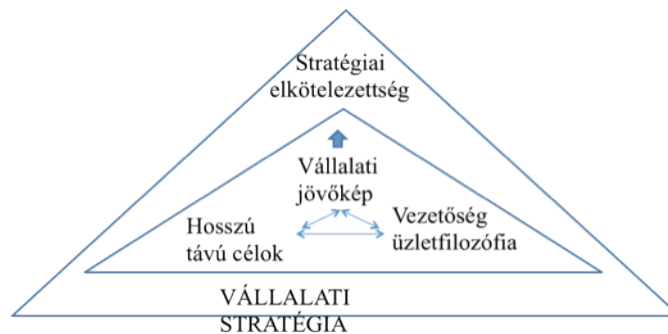 Stratégiai
elkötelezettség
Vállalati
jövőkép
Hosszú
távú célok
Vezetőség
üzletfilozófia
VÁLLALATI
STRATÉGIA